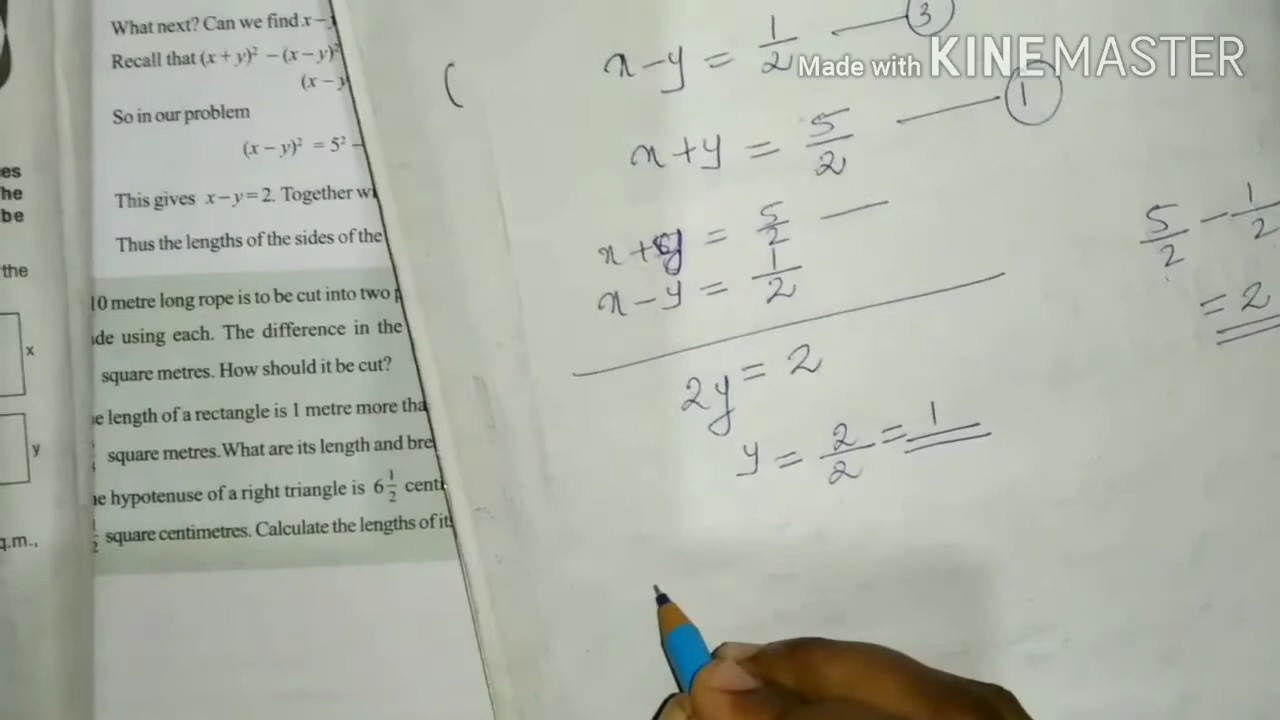 What next? Can we find x –
Recall that (x + y)² – (x – y)²
(x – y
So in our problem
(x – y)² = 5² –
This gives x – y = 2. Together
Thus the lengths of the sides of the
10 metre long rope is to be cut into two
using each. The difference in the
square metres. How should it be cut?
length of a rectangle is 1 metre more
square metres. What are its length and
hypotenuse of a right triangle is 6 1/2
square centimetres. Calculate the lengths of
es
he
be
the
x
y
q.m.,
(
x – y = 1/2 — 3
Made with KINEMASTER
x + y = 5/2 — 1
x + y = 5/2 —
x – y = 1/2
2y = 2
y = 2/2 = 1
5/2 – 1/2
= 2